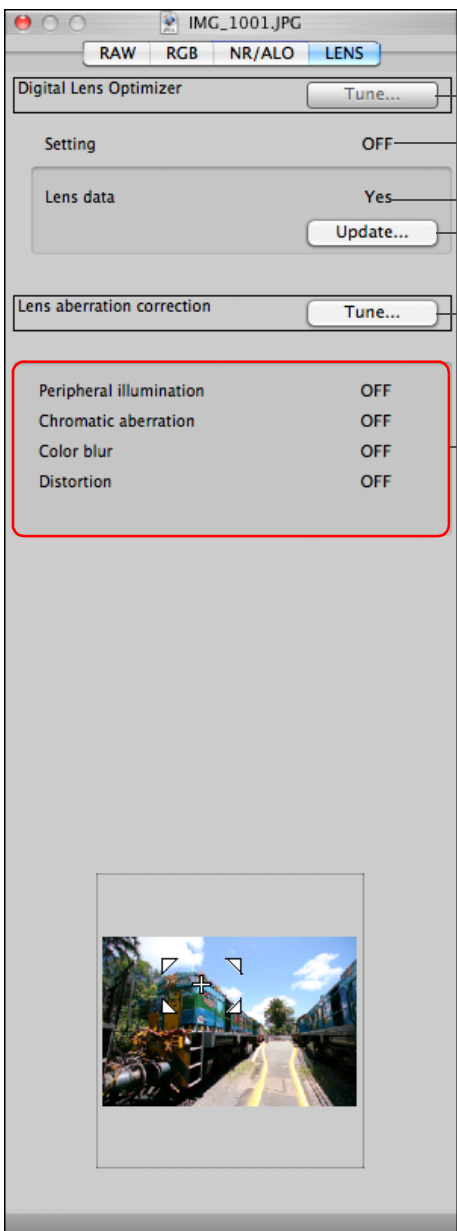 IMG_1001.JPG
RAW RGB NR/ALO LENS
Digital Lens Optimizer Tune...
Setting OFF
Lens data Yes
Update...
Lens aberration correction Tune...
Peripheral illumination OFF
Chromatic aberration OFF
Color blur OFF
Distortion OFF